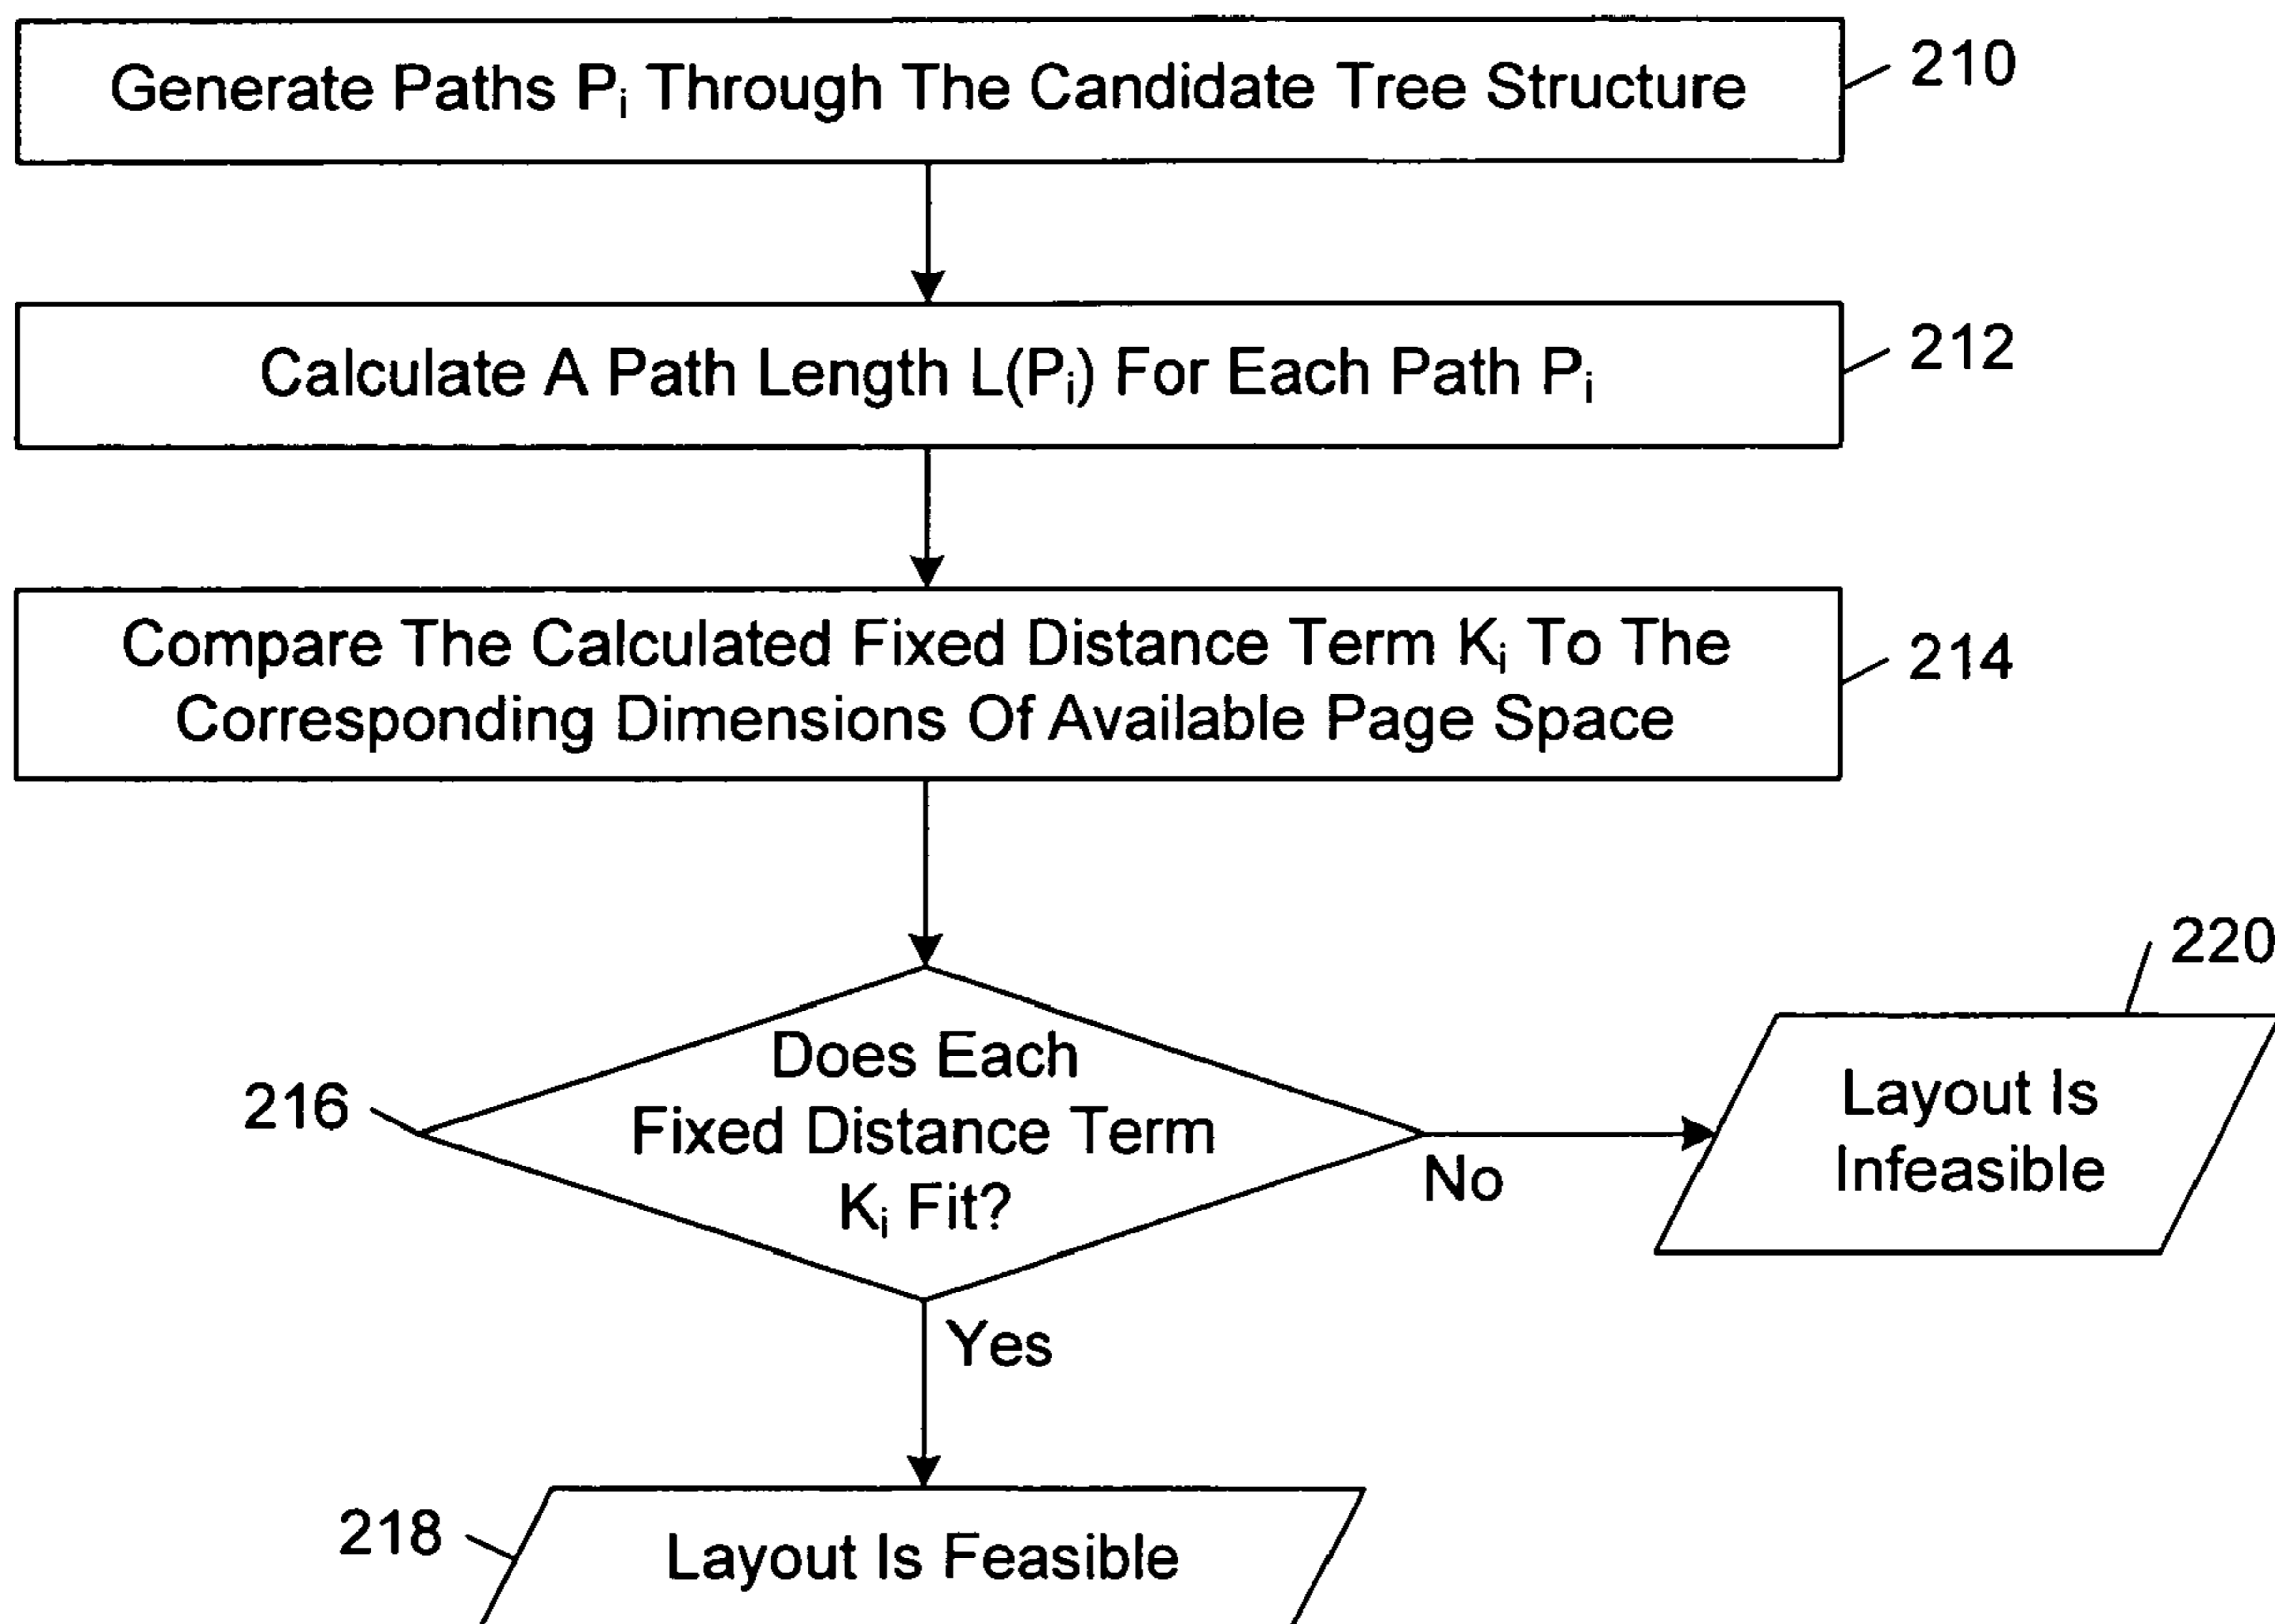 Generate Paths Pᵢ Through The Candidate Tree Structure
210
Calculate A Path Length L(Pᵢ) For Each Path Pᵢ
212
Compare The Calculated Fixed Distance Term Kᵢ To The
Corresponding Dimensions Of Available Page Space
214
Does Each
Fixed Distance Term
Kᵢ Fit?
216
No
220
Layout Is
Infeasible
Yes
218
Layout Is Feasible